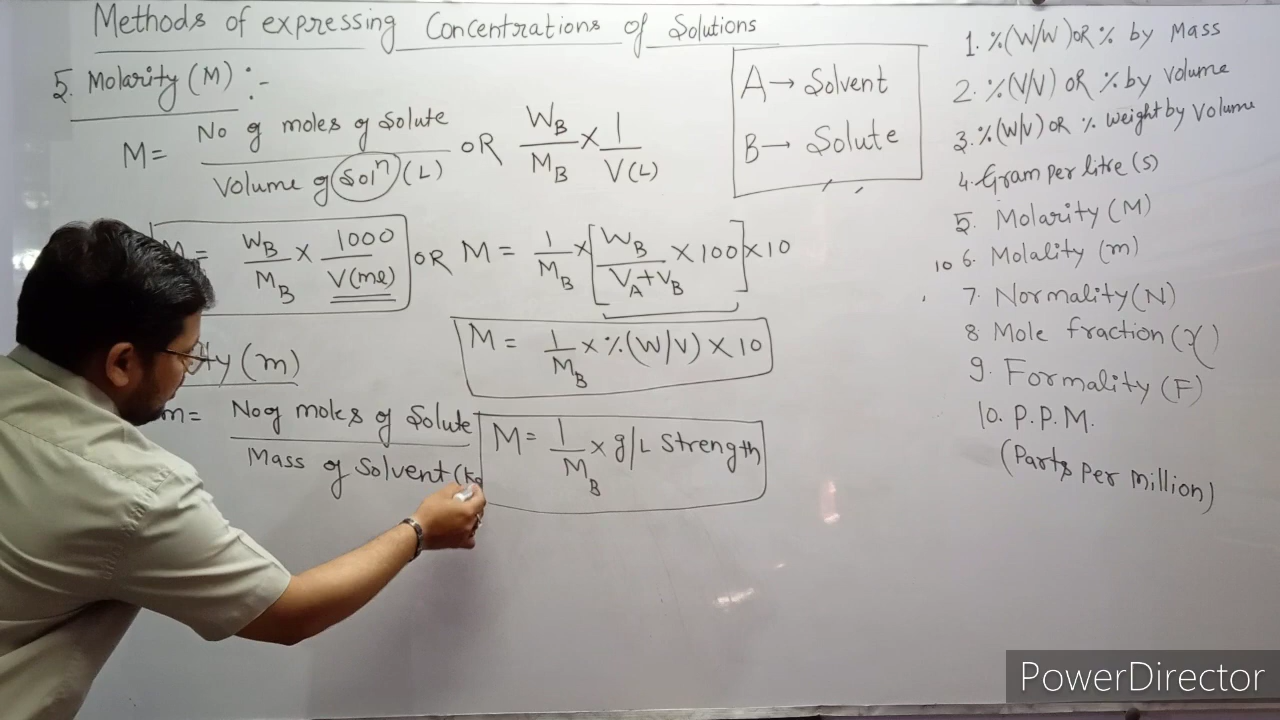 Methods of expressing Concentrations of Solutions
5. Molarity (M) :-
M = No of moles of Solute / Volume of Solⁿ (L) OR W_B / M_B × 1 / V(L)
A → Solvent
B → Solute
= W_B / M_B × 1000 / V(ml) OR M = 1 / M_B × [W_B / V_A + V_B × 100] × 10
M = 1 / M_B × %(W/V) × 10
ty (m)
m = No of moles of Solute / Mass of Solvent (Kg
M = 1 / M_B × g/L Strength
1. %(W/W) OR % by Mass
2. %(V/V) OR % by Volume
3. %(W/V) OR % weight by Volume
4. Gram per litre (S)
5. Molarity (M)
10 6. Molality (m)
7. Normality (N)
8 Mole fraction (χ)
9. Formality (F)
10. P.P.M.
(Parts Per million)
PowerDirector